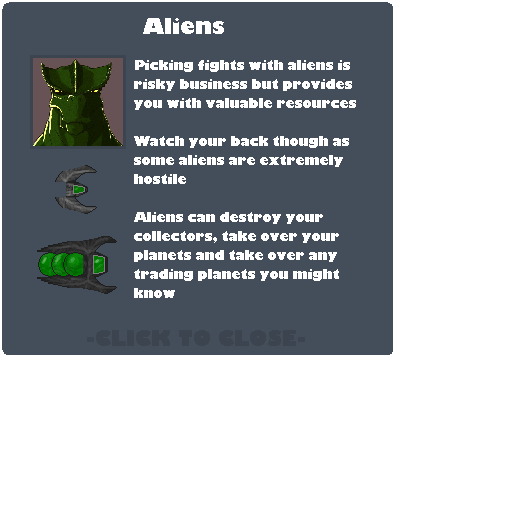 Aliens
Picking fights with aliens is
risky business but provides
you with valuable resources
Watch your back though as
some aliens are extremely
hostile
Aliens can destroy your
collectors, take over your
planets and take over any
trading planets you might
know
-CLICK TO CLOSE-